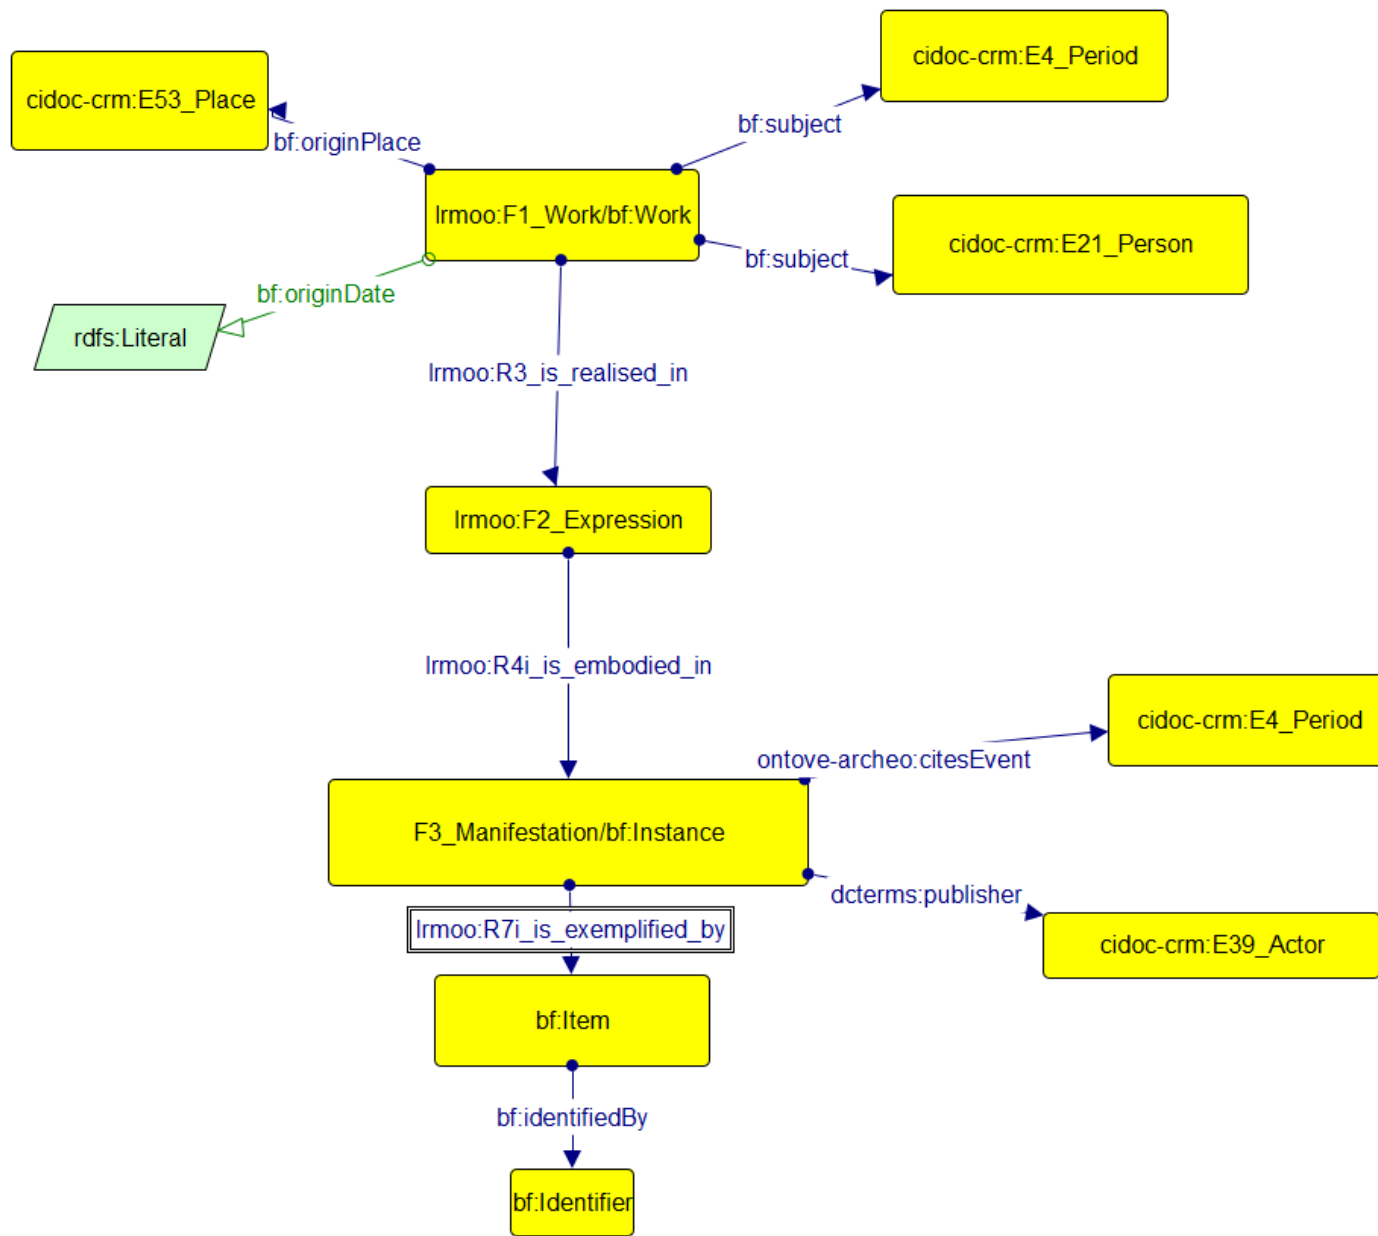 cidoc-crm:E4_Period
cidoc-crm:E53_Place
bf:subject
bf:originPlace
lrmoo:F1_Work/bf:Work
cidoc-crm:E21_Person
bf:subject
bf:originDate
rdfs:Literal
lrmoo:R3_is_realised_in
lrmoo:F2_Expression
lrmoo:R4i_is_embodied_in
cidoc-crm:E4_Period
ontove-archeo:citesEvent
F3_Manifestation/bf:Instance
dcterms:publisher
lrmoo:R7i_is_exemplified_by
cidoc-crm:E39_Actor
bf:Item
bf:identifiedBy
bf:Identifier